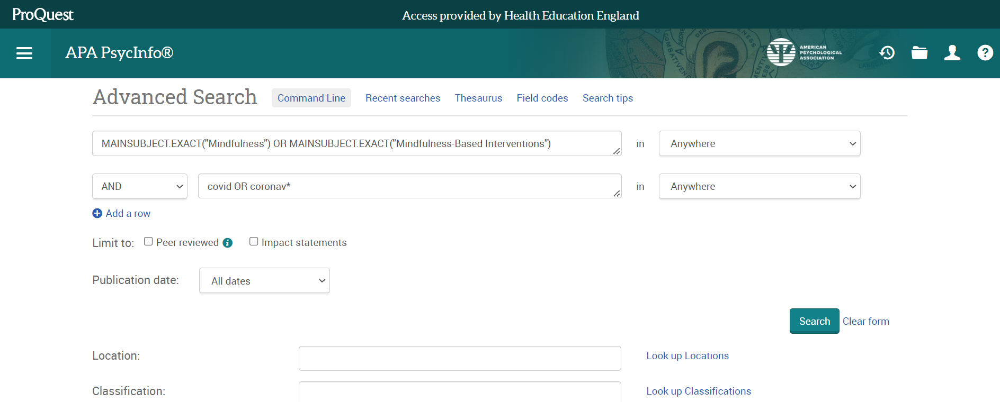 ProQuest
Access provided by Health Education England
APA PsycInfo®
AMERICAN
PSYCHOLOGICAL
ASSOCIATION
?
Advanced Search Command Line Recent searches Thesaurus Field codes Search tips
MAINSUBJECT.EXACT("Mindfulness") OR MAINSUBJECT.EXACT("Mindfulness-Based Interventions") in Anywhere
AND covid OR coronav* in Anywhere
Add a row
Limit to: Peer reviewed i Impact statements
Publication date: All dates
Search Clear form
Location: Look up Locations
Classification: Look up Classifications